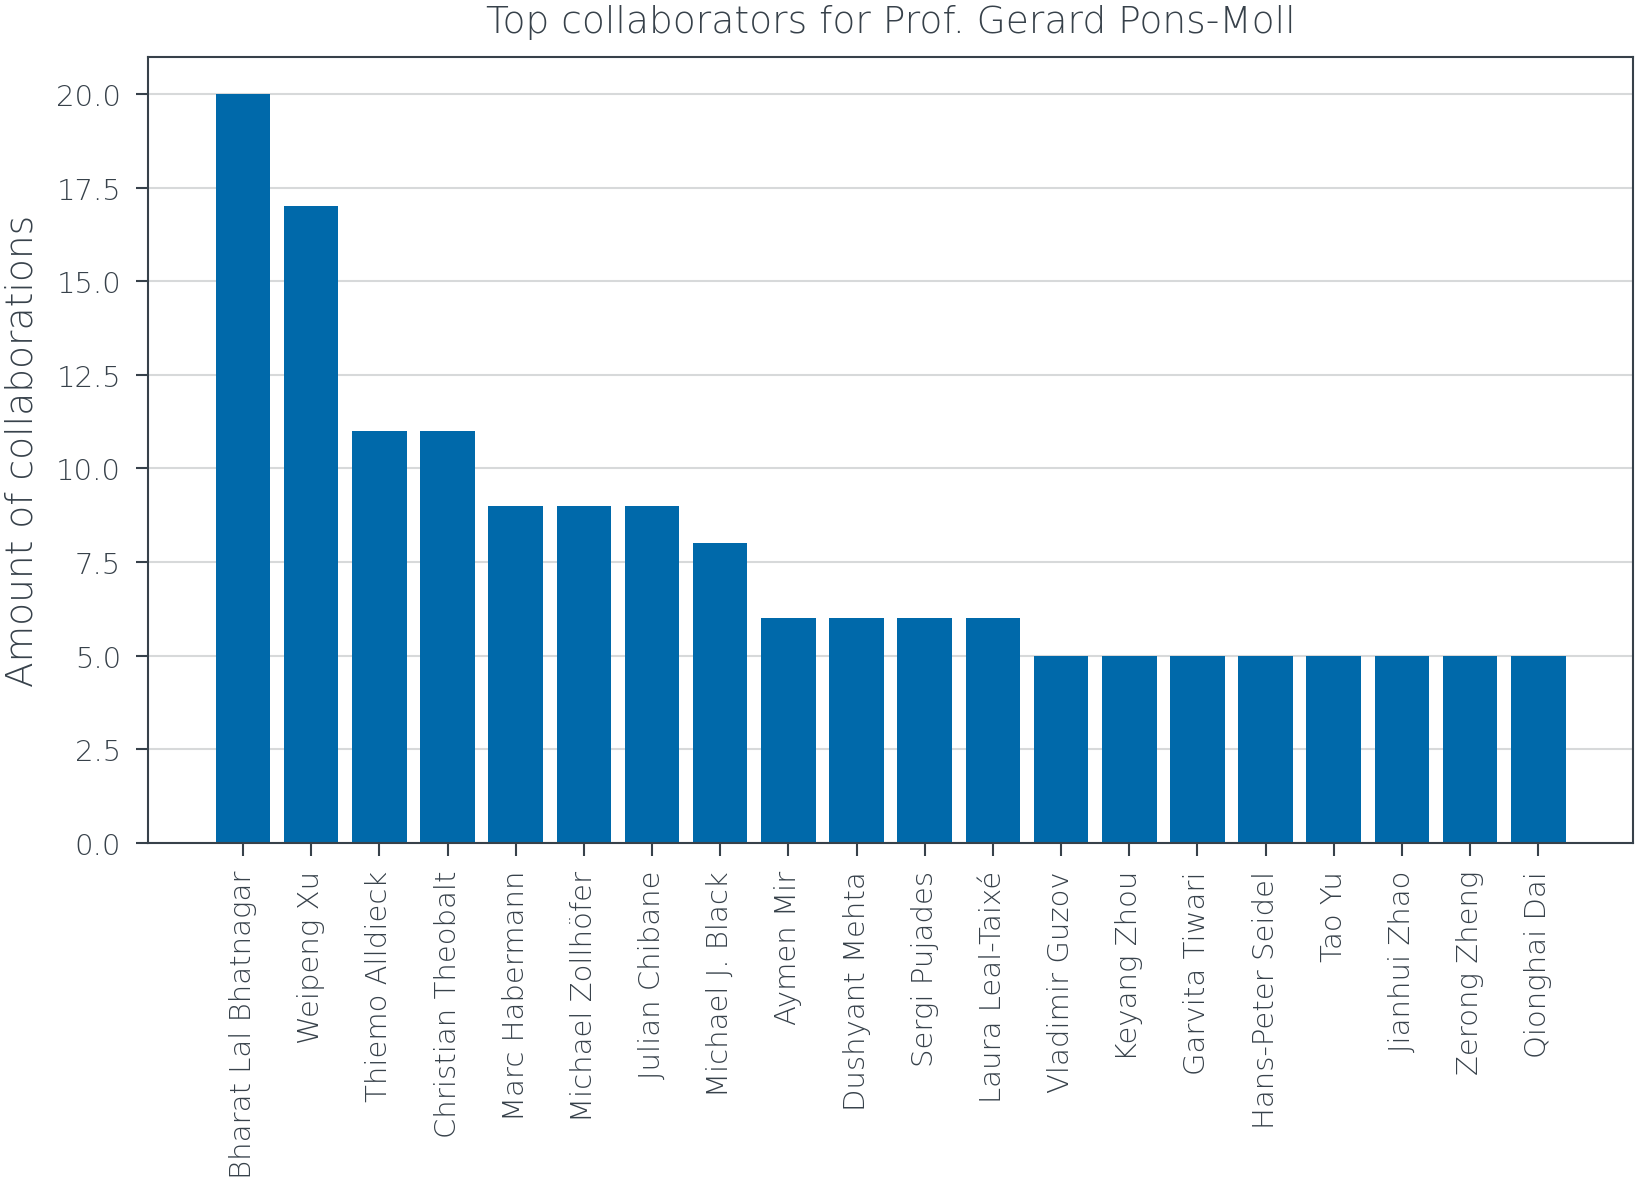 Top collaborators for Prof. Gerard Pons-Moll
Amount of collaborations
20.0
17.5
15.0
12.5
10.0
7.5
5.0
2.5
0.0
Bharat Lal Bhatnagar
Weipeng Xu
Thiemo Alldieck
Christian Theobalt
Marc Habermann
Michael Zollhöfer
Julian Chibane
Michael J. Black
Aymen Mir
Dushyant Mehta
Sergi Pujades
Laura Leal-Taixé
Vladimir Guzov
Keyang Zhou
Garvita Tiwari
Hans-Peter Seidel
Tao Yu
Jianhui Zhao
Zerong Zheng
Qionghai Dai